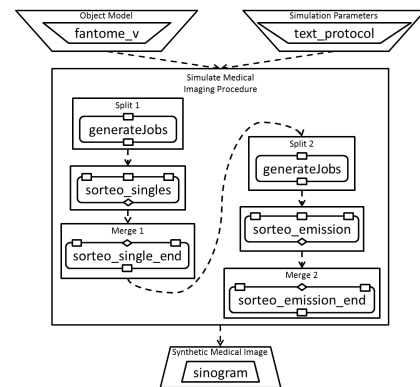 Object Model
fantome_v
Simulation Parameters
text_protocol
Simulate Medical
Imaging Procedure
Split 1
generateJobs
sorteo_singles
Merge 1
sorteo_single_end
Split 2
generateJobs
sorteo_emission
Merge 2
sorteo_emission_end
Synthetic Medical Image
sinogram